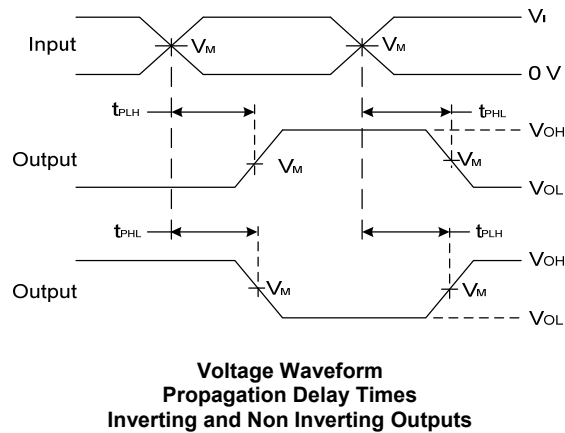 VI
Input
VM
VM
0 V
tPLH
tPHL
VOH
Output
VM
VM
VOL
tPHL
tPLH
VOH
Output
VM
VM
VOL
Voltage Waveform
Propagation Delay Times
Inverting and Non Inverting Outputs